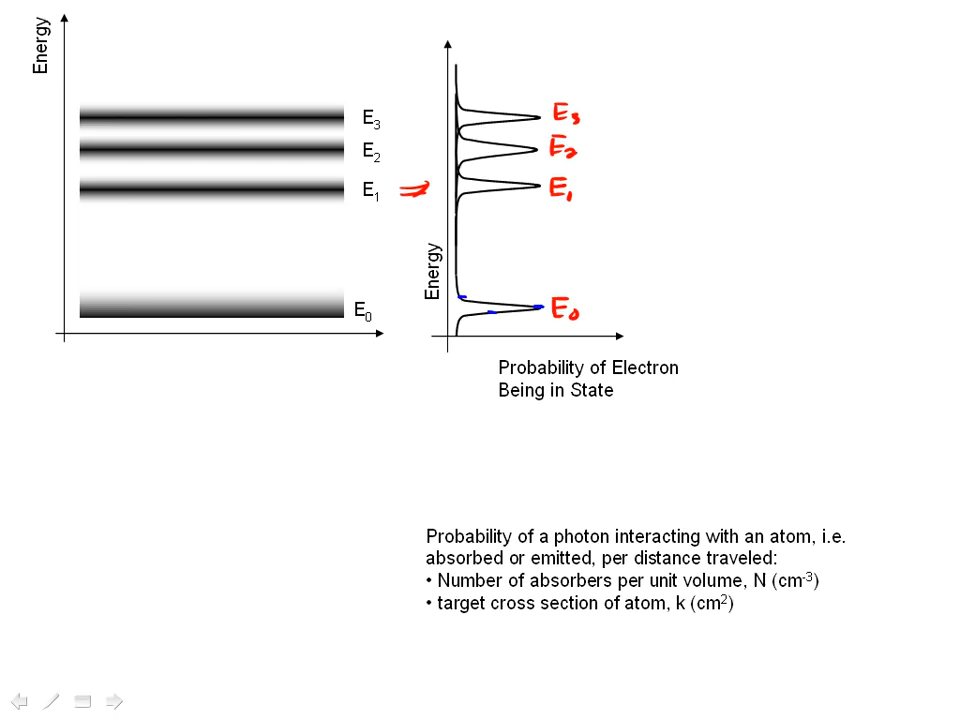 Energy
E3
E2
E1
E0
Energy
E3
E2
E1
E0
Probability of Electron
Being in State
Probability of a photon interacting with an atom, i.e.
absorbed or emitted, per distance traveled:
• Number of absorbers per unit volume, N (cm-3)
• target cross section of atom, k (cm2)